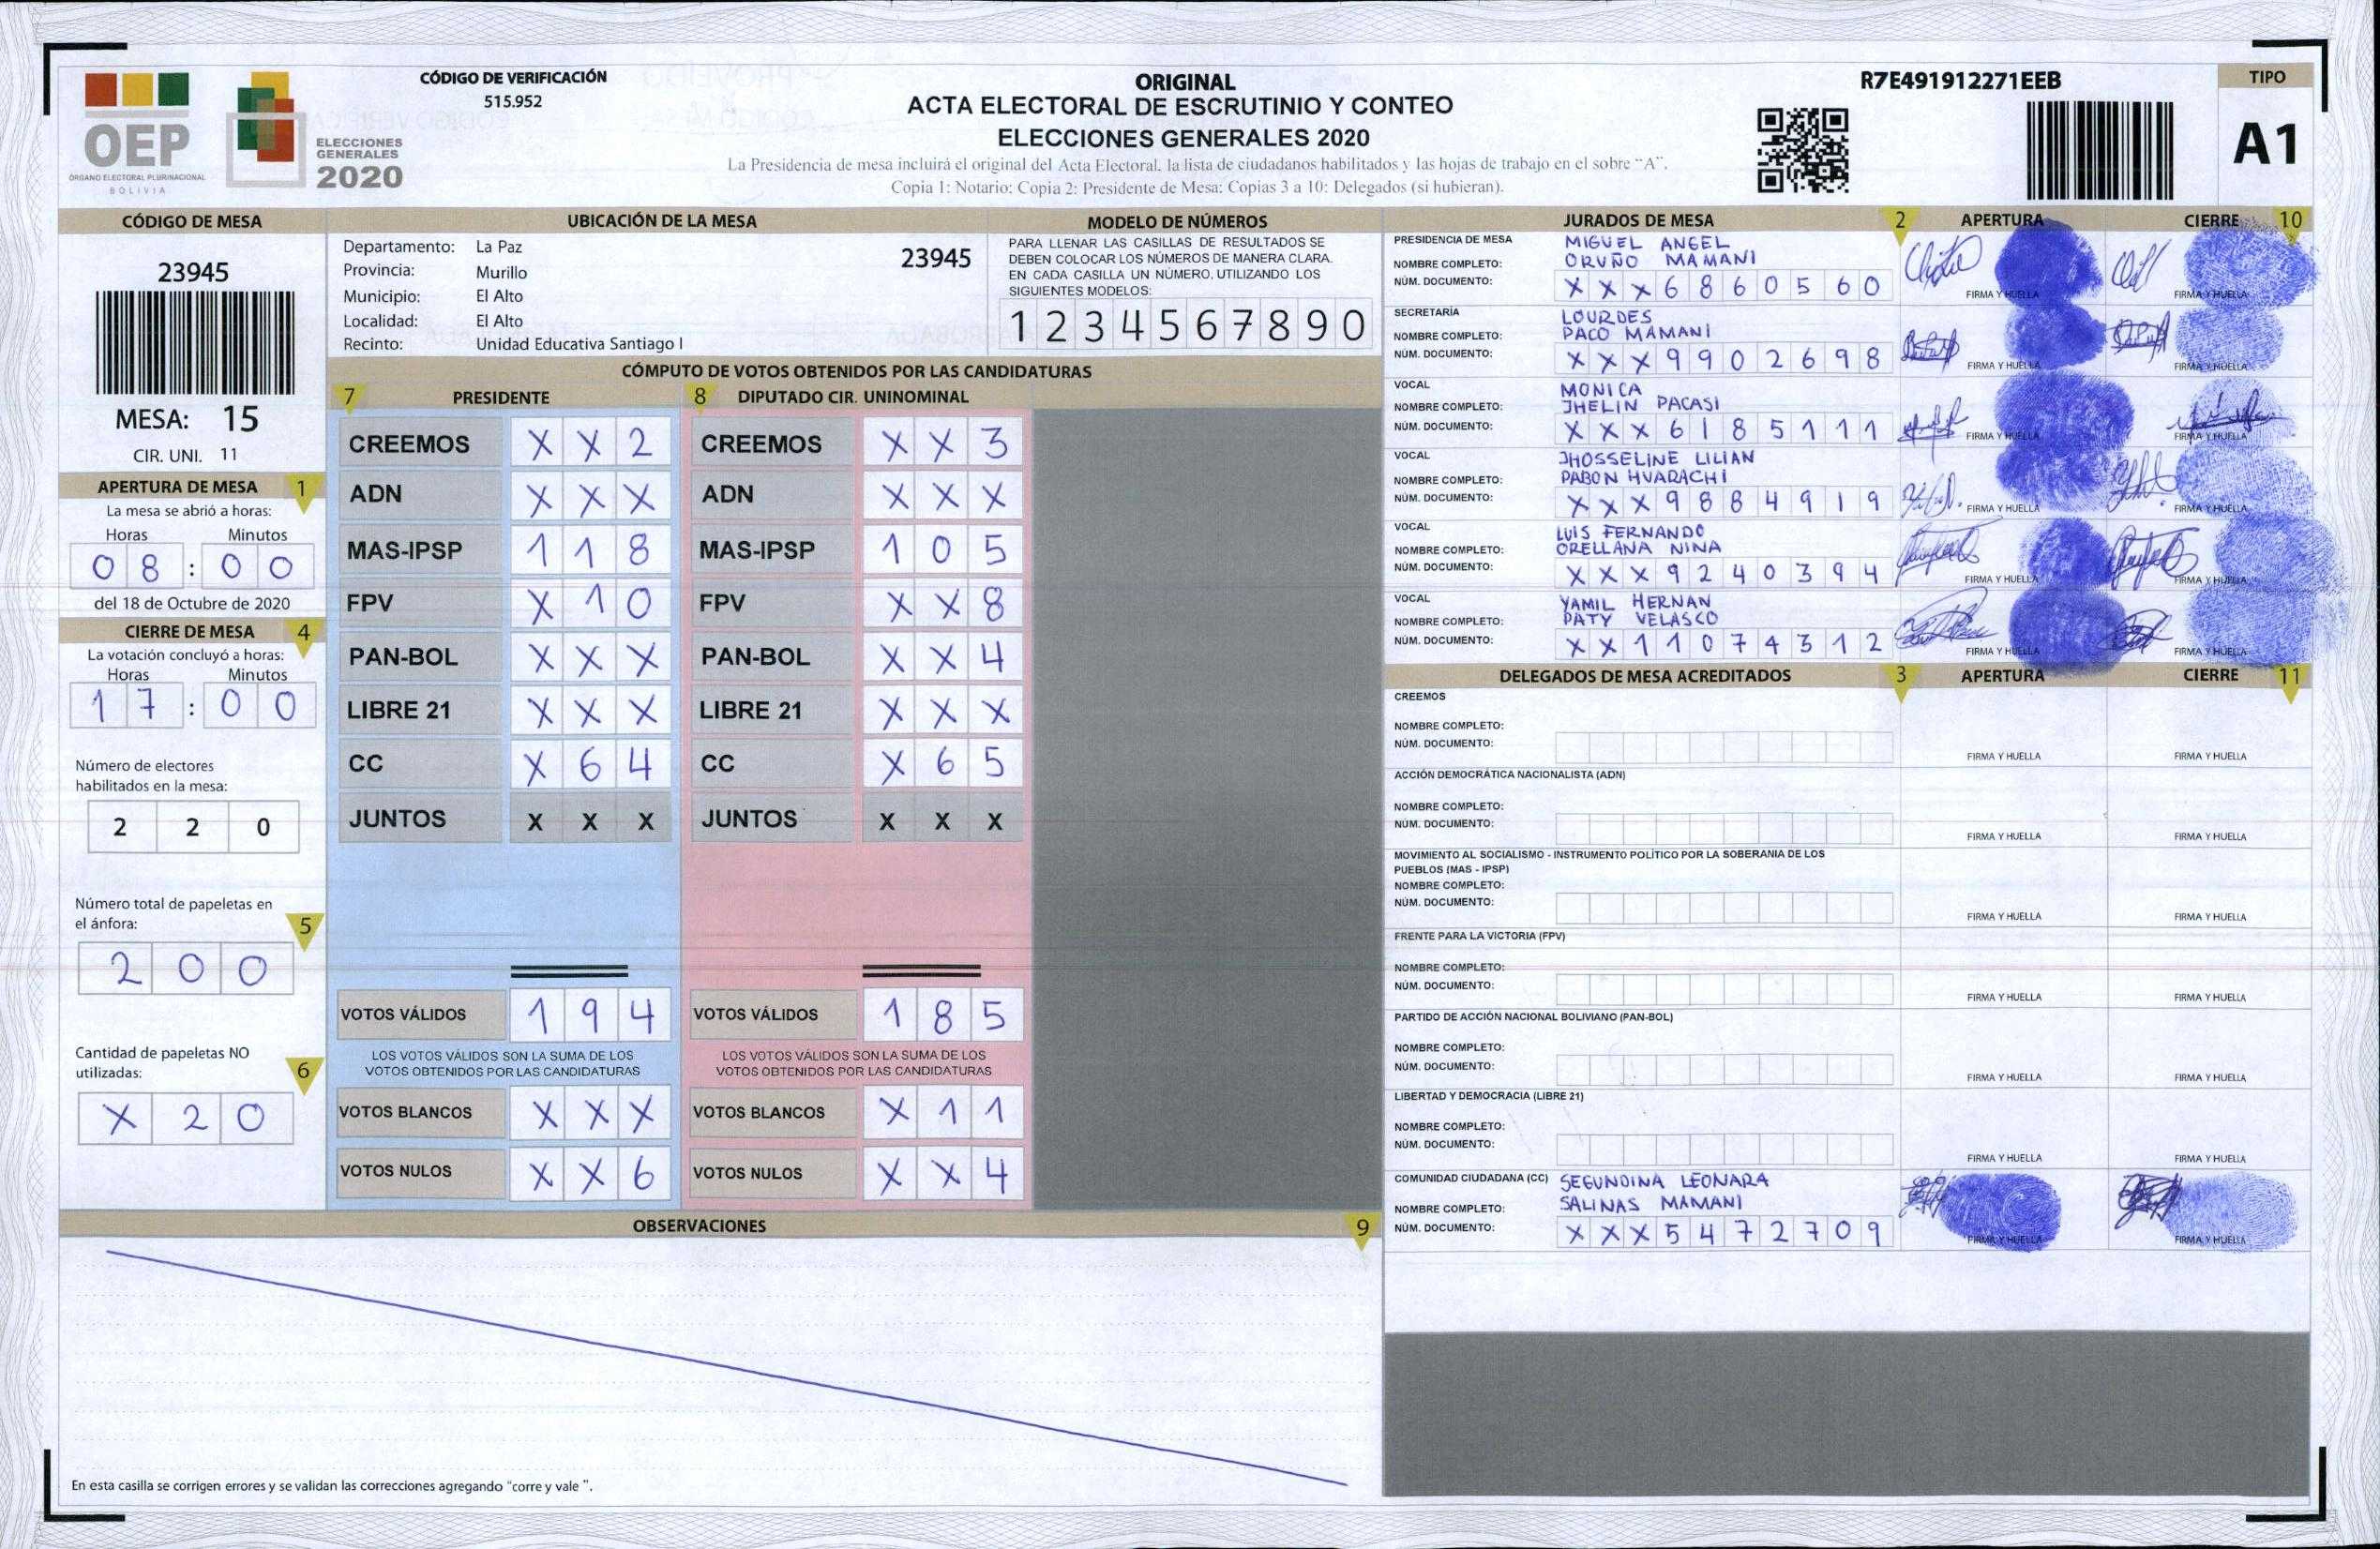 OEP
ÓRGANO ELECTORAL PLURINACIONAL
BOLIVIA
ELECCIONES
GENERALES
2020
CÓDIGO DE VERIFICACIÓN
515.952
ORIGINAL
ACTA ELECTORAL DE ESCRUTINIO Y CONTEO
ELECCIONES GENERALES 2020
La Presidencia de mesa incluirá el original del Acta Electoral, la lista de ciudadanos habilitados y las hojas de trabajo en el sobre "A".
Copia 1: Notario; Copia 2: Presidente de Mesa; Copias 3 a 10: Delegados (si hubieran).
R7E491912271EEB
TIPO
A1
CÓDIGO DE MESA
23945
MESA: 15
CIR. UNI. 11
APERTURA DE MESA 1
La mesa se abrió a horas:
Horas Minutos
0 8 : 0 0
del 18 de Octubre de 2020
CIERRE DE MESA 4
La votación concluyó a horas:
Horas Minutos
1 7 : 0 0
Número de electores
habilitados en la mesa:
2 2 0
Número total de papeletas en
el ánfora: 5
2 0 0
Cantidad de papeletas NO
utilizadas: 6
X 2 0
UBICACIÓN DE LA MESA
Departamento: La Paz 23945
Provincia: Murillo
Municipio: El Alto
Localidad: El Alto
Recinto: Unidad Educativa Santiago I
MODELO DE NÚMEROS
PARA LLENAR LAS CASILLAS DE RESULTADOS SE
DEBEN COLOCAR LOS NÚMEROS DE MANERA CLARA.
EN CADA CASILLA UN NÚMERO, UTILIZANDO LOS
SIGUIENTES MODELOS:
1 2 3 4 5 6 7 8 9 0
CÓMPUTO DE VOTOS OBTENIDOS POR LAS CANDIDATURAS
7 PRESIDENTE 8 DIPUTADO CIR. UNINOMINAL
CREEMOS X X 2 CREEMOS X X 3
ADN X X X ADN X X X
MAS-IPSP 1 1 8 MAS-IPSP 1 0 5
FPV X 1 0 FPV X X 8
PAN-BOL X X X PAN-BOL X X 4
LIBRE 21 X X X LIBRE 21 X X X
CC X 6 4 CC X 6 5
JUNTOS X X X JUNTOS X X X
VOTOS VÁLIDOS 1 9 4 VOTOS VÁLIDOS 1 8 5
LOS VOTOS VÁLIDOS SON LA SUMA DE LOS LOS VOTOS VÁLIDOS SON LA SUMA DE LOS
VOTOS OBTENIDOS POR LAS CANDIDATURAS VOTOS OBTENIDOS POR LAS CANDIDATURAS
VOTOS BLANCOS X X X VOTOS BLANCOS X 1 1
VOTOS NULOS X X 6 VOTOS NULOS X X 4
OBSERVACIONES 9
En esta casilla se corrigen errores y se validan las correcciones agregando "corre y vale ".
JURADOS DE MESA 2 APERTURA CIERRE 10
PRESIDENCIA DE MESA MIGUEL ANGEL
NOMBRE COMPLETO: ORUÑO MAMANI
NÚM. DOCUMENTO: X X X 6 8 6 0 5 6 0 FIRMA Y HUELLA FIRMA Y HUELLA
SECRETARÍA LOURDES
NOMBRE COMPLETO: PACO MAMANI
NÚM. DOCUMENTO: X X X 9 9 0 2 6 9 8 FIRMA Y HUELLA FIRMA Y HUELLA
VOCAL MONICA
NOMBRE COMPLETO: JHELIN PACASI
NÚM. DOCUMENTO: X X X 6 1 8 5 1 1 1 FIRMA Y HUELLA FIRMA Y HUELLA
VOCAL JHOSSELINE LILIAN
NOMBRE COMPLETO: PABON HUARACHI
NÚM. DOCUMENTO: X X X 9 8 8 4 9 1 9 FIRMA Y HUELLA FIRMA Y HUELLA
VOCAL LUIS FERNANDO
NOMBRE COMPLETO: ORELLANA NINA
NÚM. DOCUMENTO: X X X 9 2 4 0 3 9 4 FIRMA Y HUELLA FIRMA Y HUELLA
VOCAL YAMIL HERNAN
NOMBRE COMPLETO: PATY VELASCO
NÚM. DOCUMENTO: X X 1 1 0 7 4 3 1 2 FIRMA Y HUELLA FIRMA Y HUELLA
DELEGADOS DE MESA ACREDITADOS 3 APERTURA CIERRE 11
CREEMOS
NOMBRE COMPLETO:
NÚM. DOCUMENTO: FIRMA Y HUELLA FIRMA Y HUELLA
ACCIÓN DEMOCRÁTICA NACIONALISTA (ADN)
NOMBRE COMPLETO:
NÚM. DOCUMENTO: FIRMA Y HUELLA FIRMA Y HUELLA
MOVIMIENTO AL SOCIALISMO - INSTRUMENTO POLÍTICO POR LA SOBERANIA DE LOS
PUEBLOS (MAS - IPSP)
NOMBRE COMPLETO:
NÚM. DOCUMENTO: FIRMA Y HUELLA FIRMA Y HUELLA
FRENTE PARA LA VICTORIA (FPV)
NOMBRE COMPLETO:
NÚM. DOCUMENTO: FIRMA Y HUELLA FIRMA Y HUELLA
PARTIDO DE ACCIÓN NACIONAL BOLIVIANO (PAN-BOL)
NOMBRE COMPLETO:
NÚM. DOCUMENTO: FIRMA Y HUELLA FIRMA Y HUELLA
LIBERTAD Y DEMOCRACIA (LIBRE 21)
NOMBRE COMPLETO:
NÚM. DOCUMENTO: FIRMA Y HUELLA FIRMA Y HUELLA
COMUNIDAD CIUDADANA (CC) SEGUNDINA LEONARA
NOMBRE COMPLETO: SALINAS MAMANI
NÚM. DOCUMENTO: X X X 5 4 7 2 7 0 9 FIRMA Y HUELLA FIRMA Y HUELLA